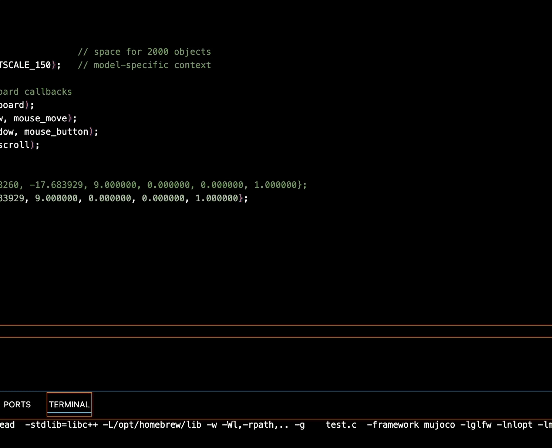 // space for 2000 objects
TSCALE_150);   // model-specific context
ard callbacks
board);
w, mouse_move);
dow, mouse_button);
scroll);
8260, -17.683929, 9.000000, 0.000000, 0.000000, 1.000000};
83929, 9.000000, 0.000000, 0.000000, 1.000000};
PORTS TERMINAL
ead  -stdlib=libc++ -L/opt/homebrew/lib -w -Wl,-rpath,.. -g    test.c  -framework mujoco -lglfw -lnlopt -lm